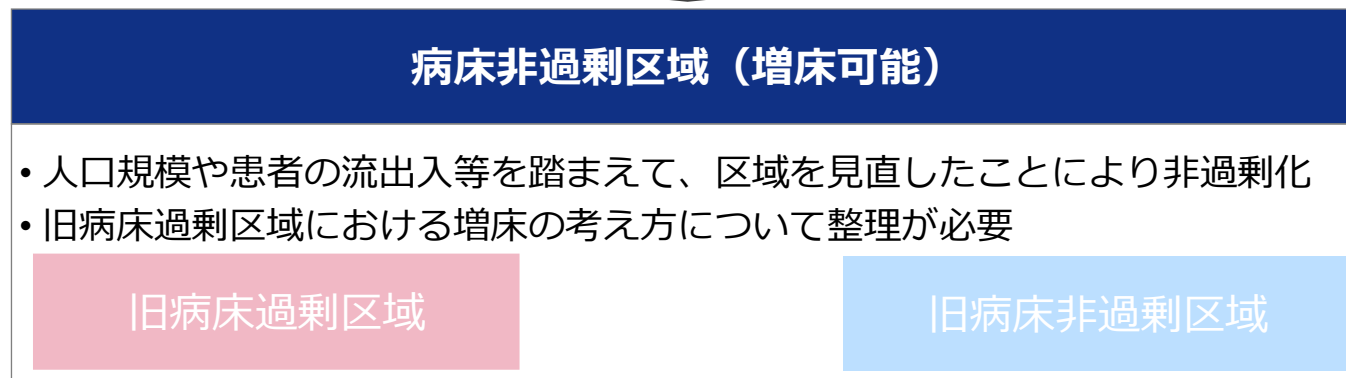 病床非過剰区域（増床可能）
• 人口規模や患者の流出入等を踏まえて、区域を見直したことにより非過剰化
• 旧病床過剰区域における増床の考え方について整理が必要
旧病床過剰区域
旧病床非過剰区域